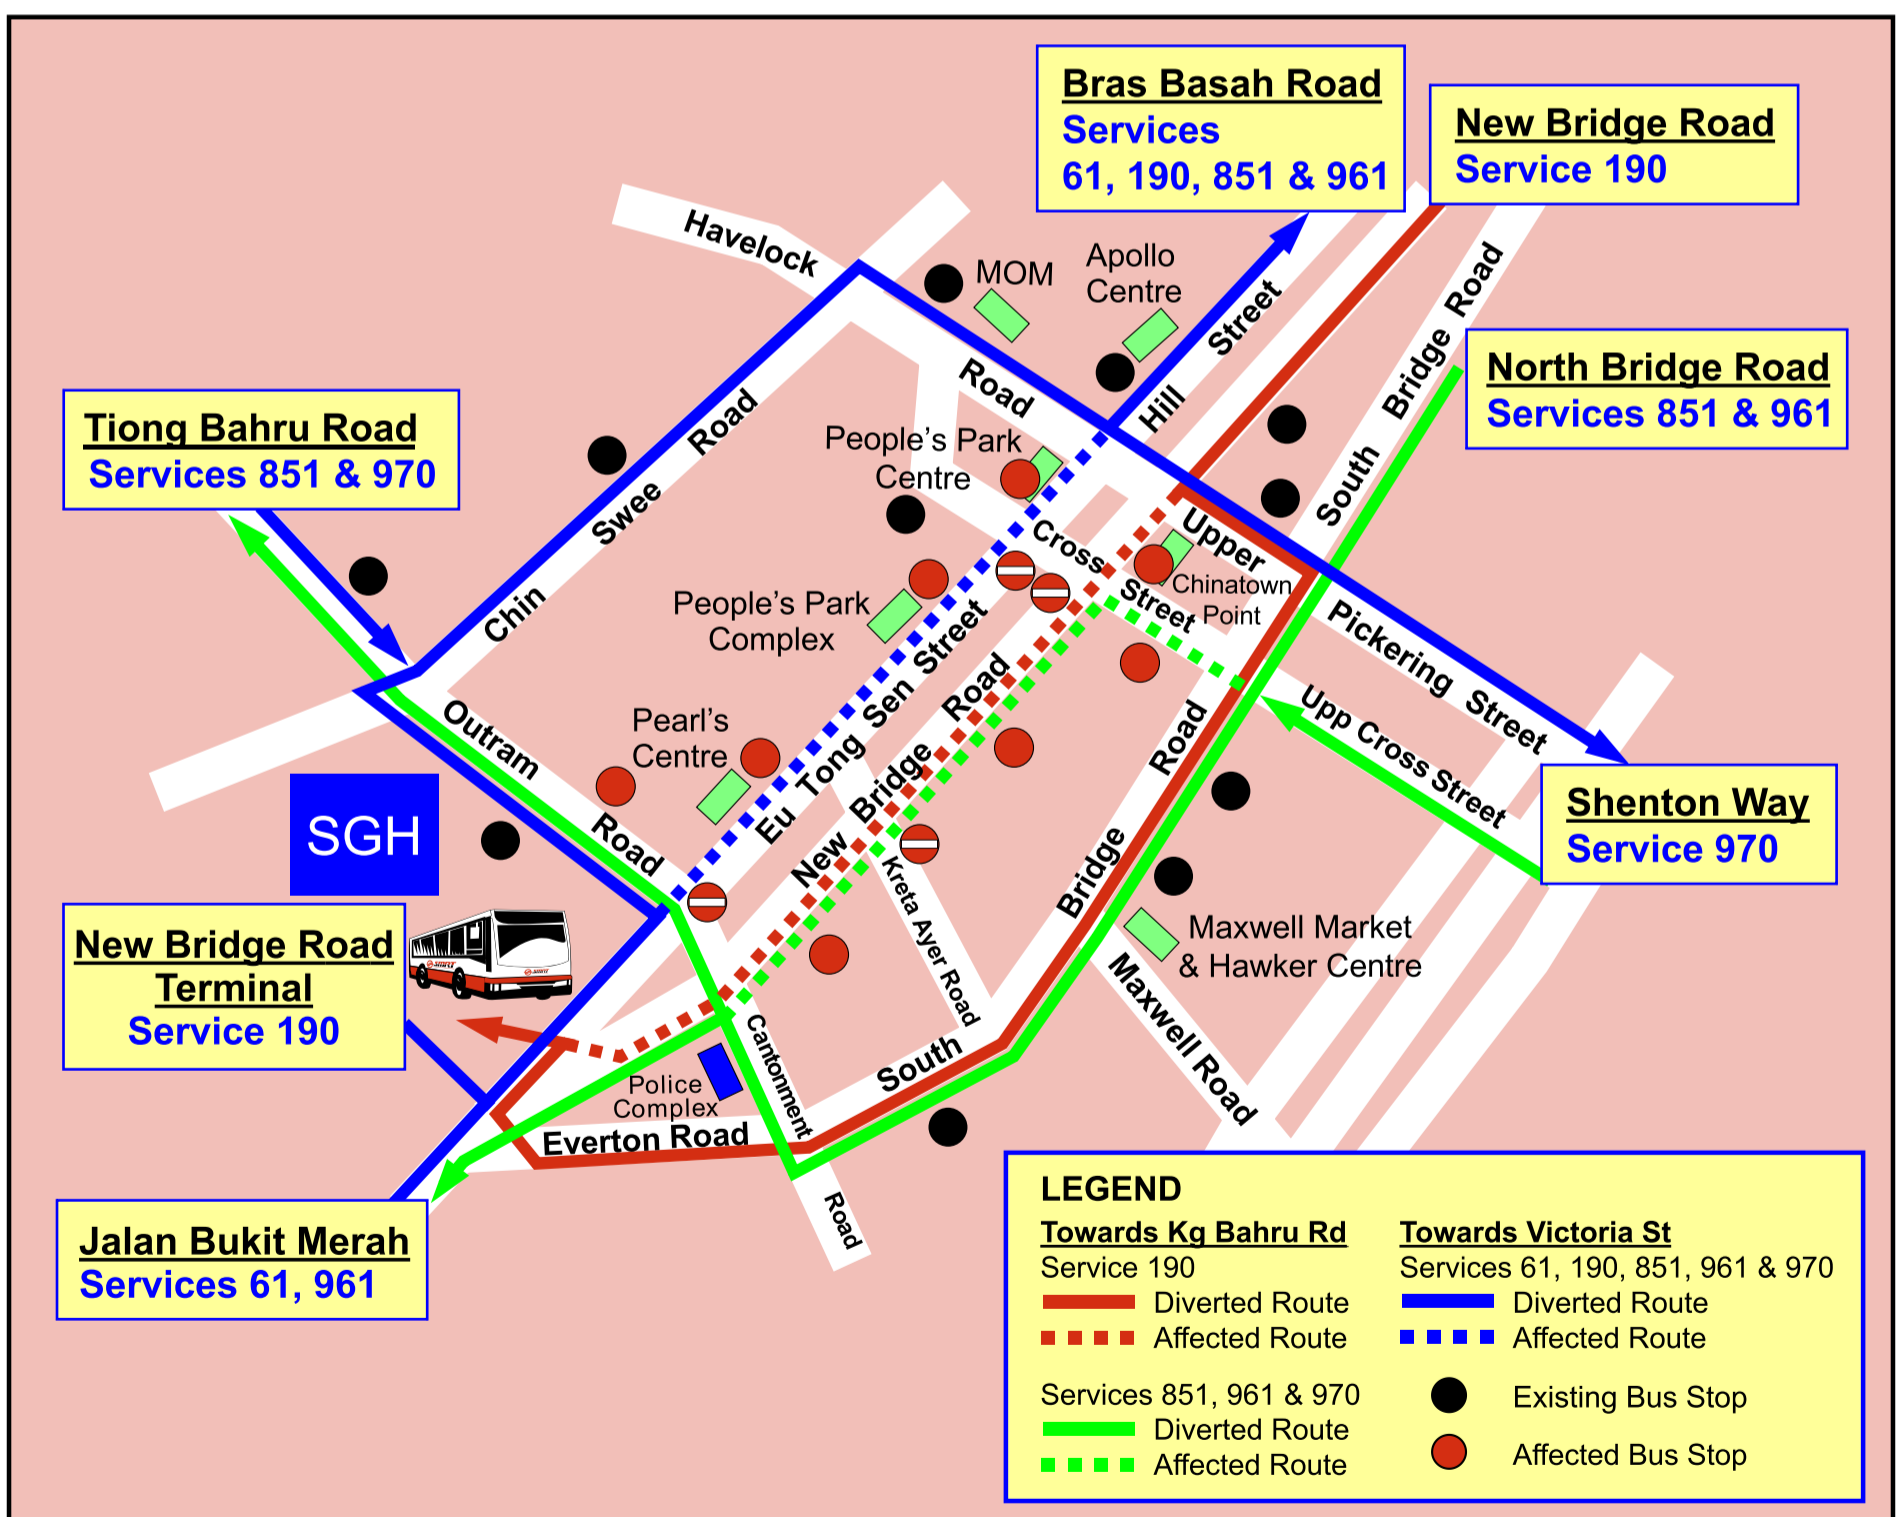 Bras Basah Road
Services
61, 190, 851 & 961
New Bridge Road
Service 190
Havelock
MOM
Apollo
Centre
Street
Hill
Road
Bridge
South
North Bridge Road
Services 851 & 961
Tiong Bahru Road
Services 851 & 970
Road
Swee
Chin
Road
People's Park
Centre
Cross
Street
Upper
Chinatown
Point
People's Park
Complex
Street
Sen
Tong
Eu
Road
Bridge
New
Pickering Street
Upp Cross Street
Pearl's
Centre
Outram
Road
SGH
Road
Bridge
South
Shenton Way
Service 970
Kreta Ayer Road
Maxwell Market
& Hawker Centre
Maxwell Road
New Bridge Road
Terminal
Service 190
SMRT
SMRT
Cantonment
Road
Police
Complex
Everton Road
Jalan Bukit Merah
Services 61, 961
LEGEND
Towards Kg Bahru Rd
Service 190
Diverted Route
Affected Route
Services 851, 961 & 970
Diverted Route
Affected Route
Towards Victoria St
Services 61, 190, 851, 961 & 970
Diverted Route
Affected Route
Existing Bus Stop
Affected Bus Stop